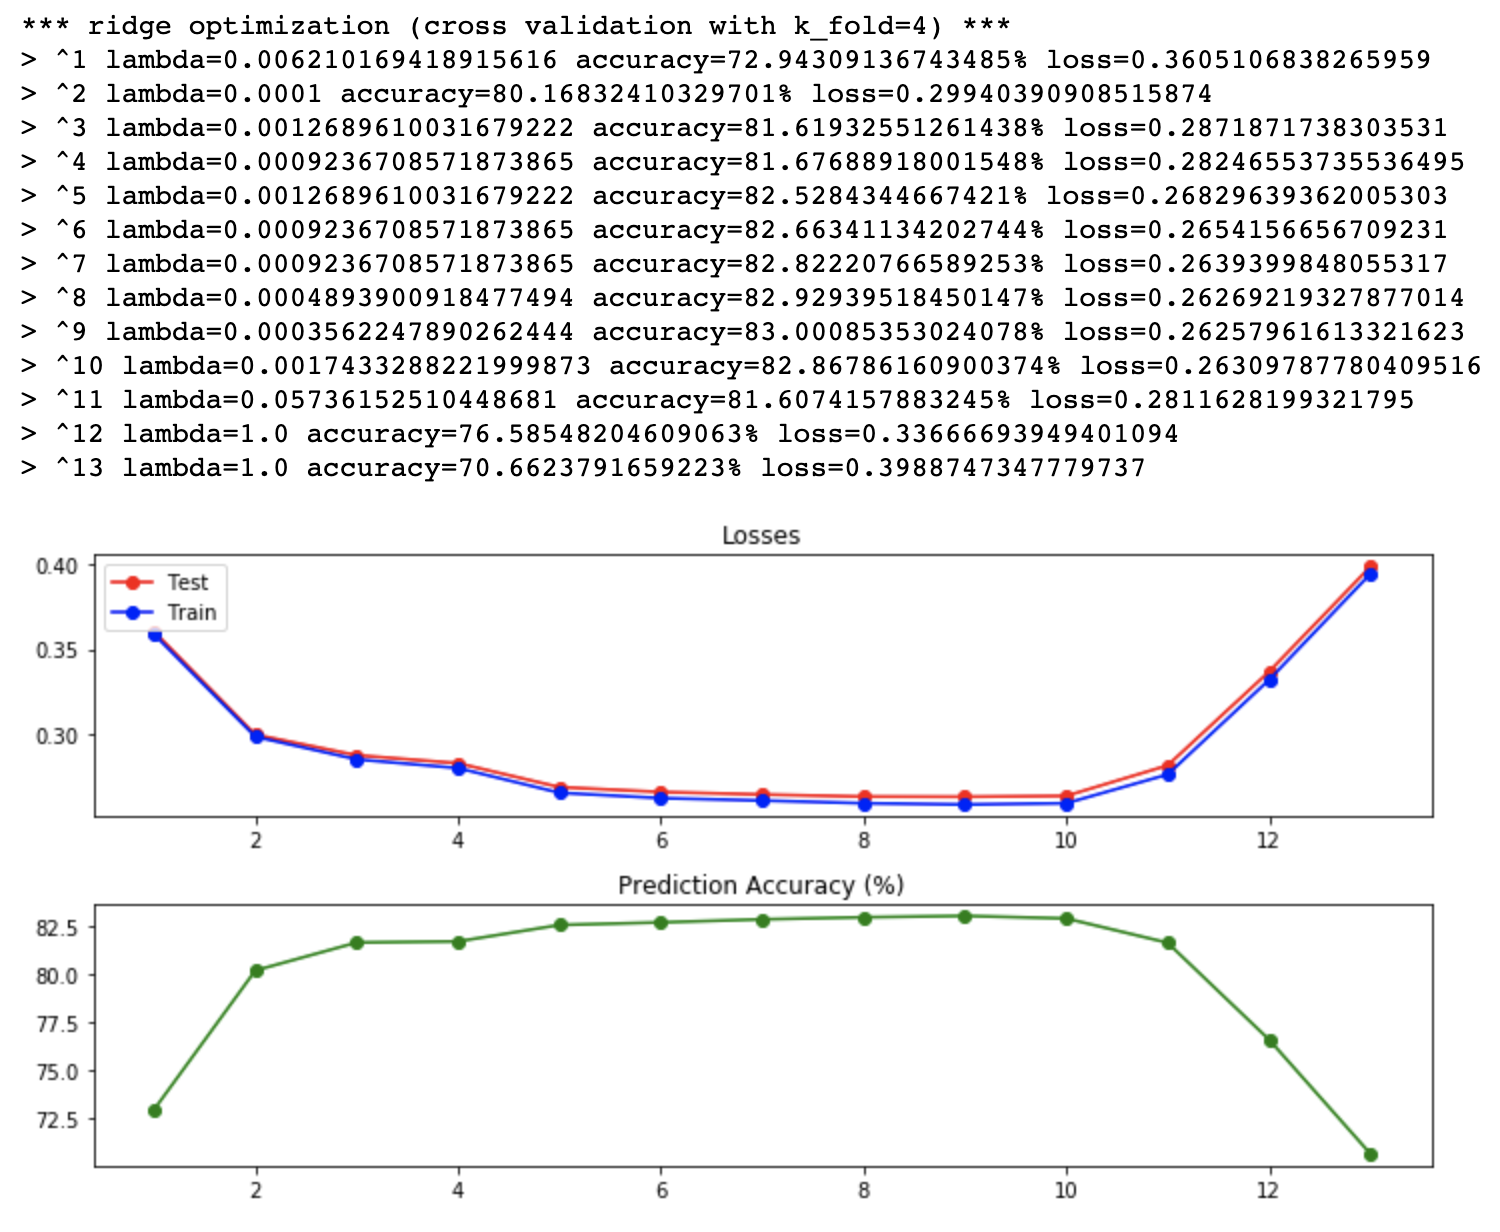 *** ridge optimization (cross validation with k_fold=4) ***
> ^1 lambda=0.006210169418915616 accuracy=72.94309136743485% loss=0.3605106838265959
> ^2 lambda=0.0001 accuracy=80.16832410329701% loss=0.29940390908515874
> ^3 lambda=0.0012689610031679222 accuracy=81.61932551261438% loss=0.2871871738303531
> ^4 lambda=0.0009236708571873865 accuracy=81.67688918001548% loss=0.28246553735536495
> ^5 lambda=0.0012689610031679222 accuracy=82.5284344667421% loss=0.26829639362005303
> ^6 lambda=0.0009236708571873865 accuracy=82.66341134202744% loss=0.2654156656709231
> ^7 lambda=0.0009236708571873865 accuracy=82.82220766589253% loss=0.2639399848055317
> ^8 lambda=0.0004893900918477494 accuracy=82.92939518450147% loss=0.26269219327877014
> ^9 lambda=0.0003562247890262444 accuracy=83.00085353024078% loss=0.26257961613321623
> ^10 lambda=0.0017433288221999873 accuracy=82.86786160900374% loss=0.26309787780409516
> ^11 lambda=0.05736152510448681 accuracy=81.6074157883245% loss=0.2811628199321795
> ^12 lambda=1.0 accuracy=76.58548204609063% loss=0.33666693949401094
> ^13 lambda=1.0 accuracy=70.6623791659223% loss=0.3988747347779737
Losses
0.40
0.35
0.30
Test
Train
2 4 6 8 10 12
Prediction Accuracy (%)
82.5
80.0
77.5
75.0
72.5
2 4 6 8 10 12